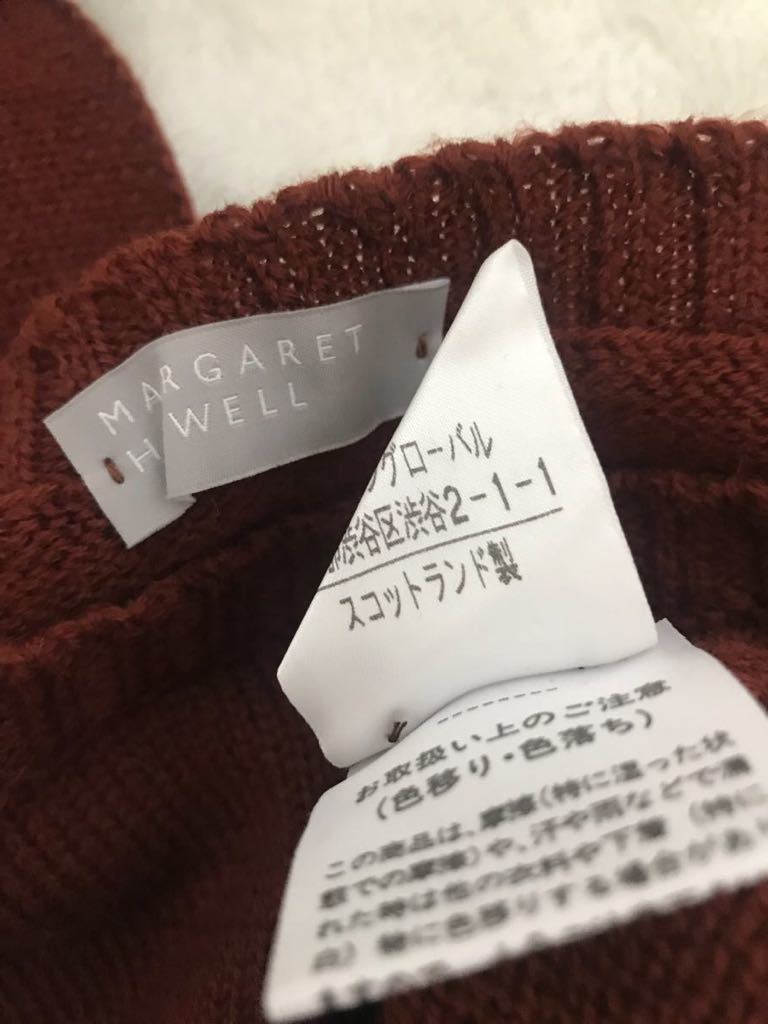 MARGARET
HWELL
グローバル
渋谷区渋谷2-1-1
スコットランド製
お取扱い上のご注意
(色移り・色落ち)
この商品は、摩擦(特に湿った状
態での摩擦)や、汗や雨などで濡
れた時は他の衣料や下着(特に
に色移りする場合があり